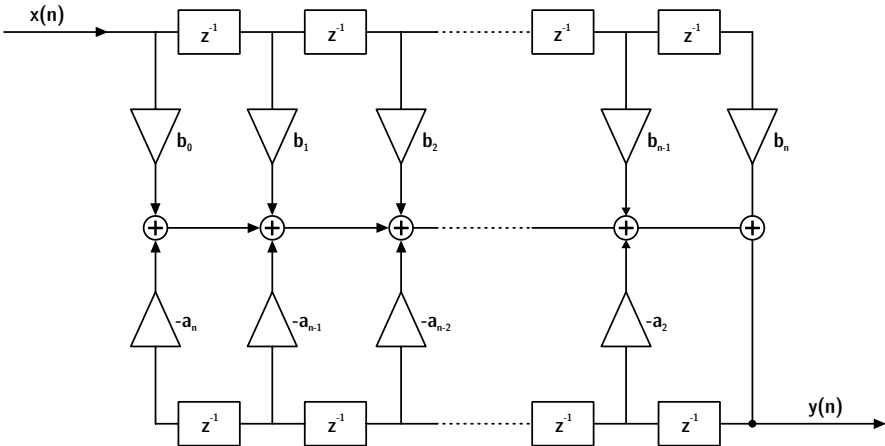 x(n)
z⁻¹ z⁻¹ z⁻¹ z⁻¹
b₀ b₁ b₂ bₙ₋₁ bₙ
+ + + + +
-aₙ -aₙ₋₁ -aₙ₋₂ -a₂
z⁻¹ z⁻¹ z⁻¹ z⁻¹
y(n)